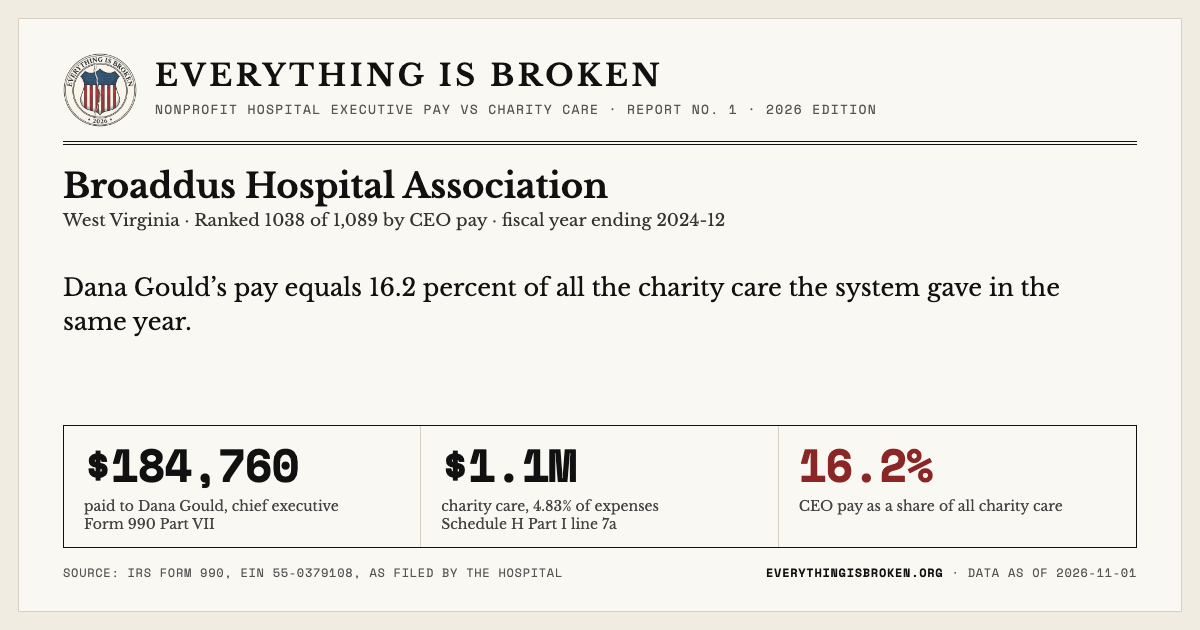 EVERYTHING IS BROKEN
· 2026 ·
EVERYTHING IS BROKEN
NONPROFIT HOSPITAL EXECUTIVE PAY VS CHARITY CARE · REPORT NO. 1 · 2026 EDITION
Broaddus Hospital Association
West Virginia · Ranked 1038 of 1,089 by CEO pay · fiscal year ending 2024-12
Dana Gould’s pay equals 16.2 percent of all the charity care the system gave in the
same year.
$184,760
paid to Dana Gould, chief executive
Form 990 Part VII
$1.1M
charity care, 4.83% of expenses
Schedule H Part I line 7a
16.2%
CEO pay as a share of all charity care
SOURCE: IRS FORM 990, EIN 55-0379108, AS FILED BY THE HOSPITAL
EVERYTHINGISBROKEN.ORG · DATA AS OF 2026-11-01